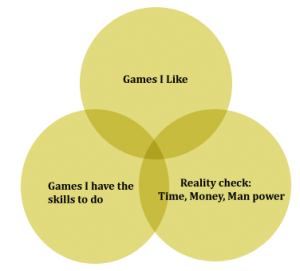 Games I Like
Games I have the
skills to do
Reality check:
Time, Money, Man power